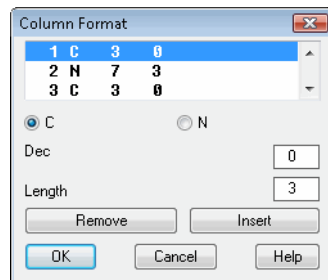 Column Format
1 C 3 0
2 N 7 3
3 C 3 0
C N
Dec 0
Length 3
Remove Insert
OK Cancel Help